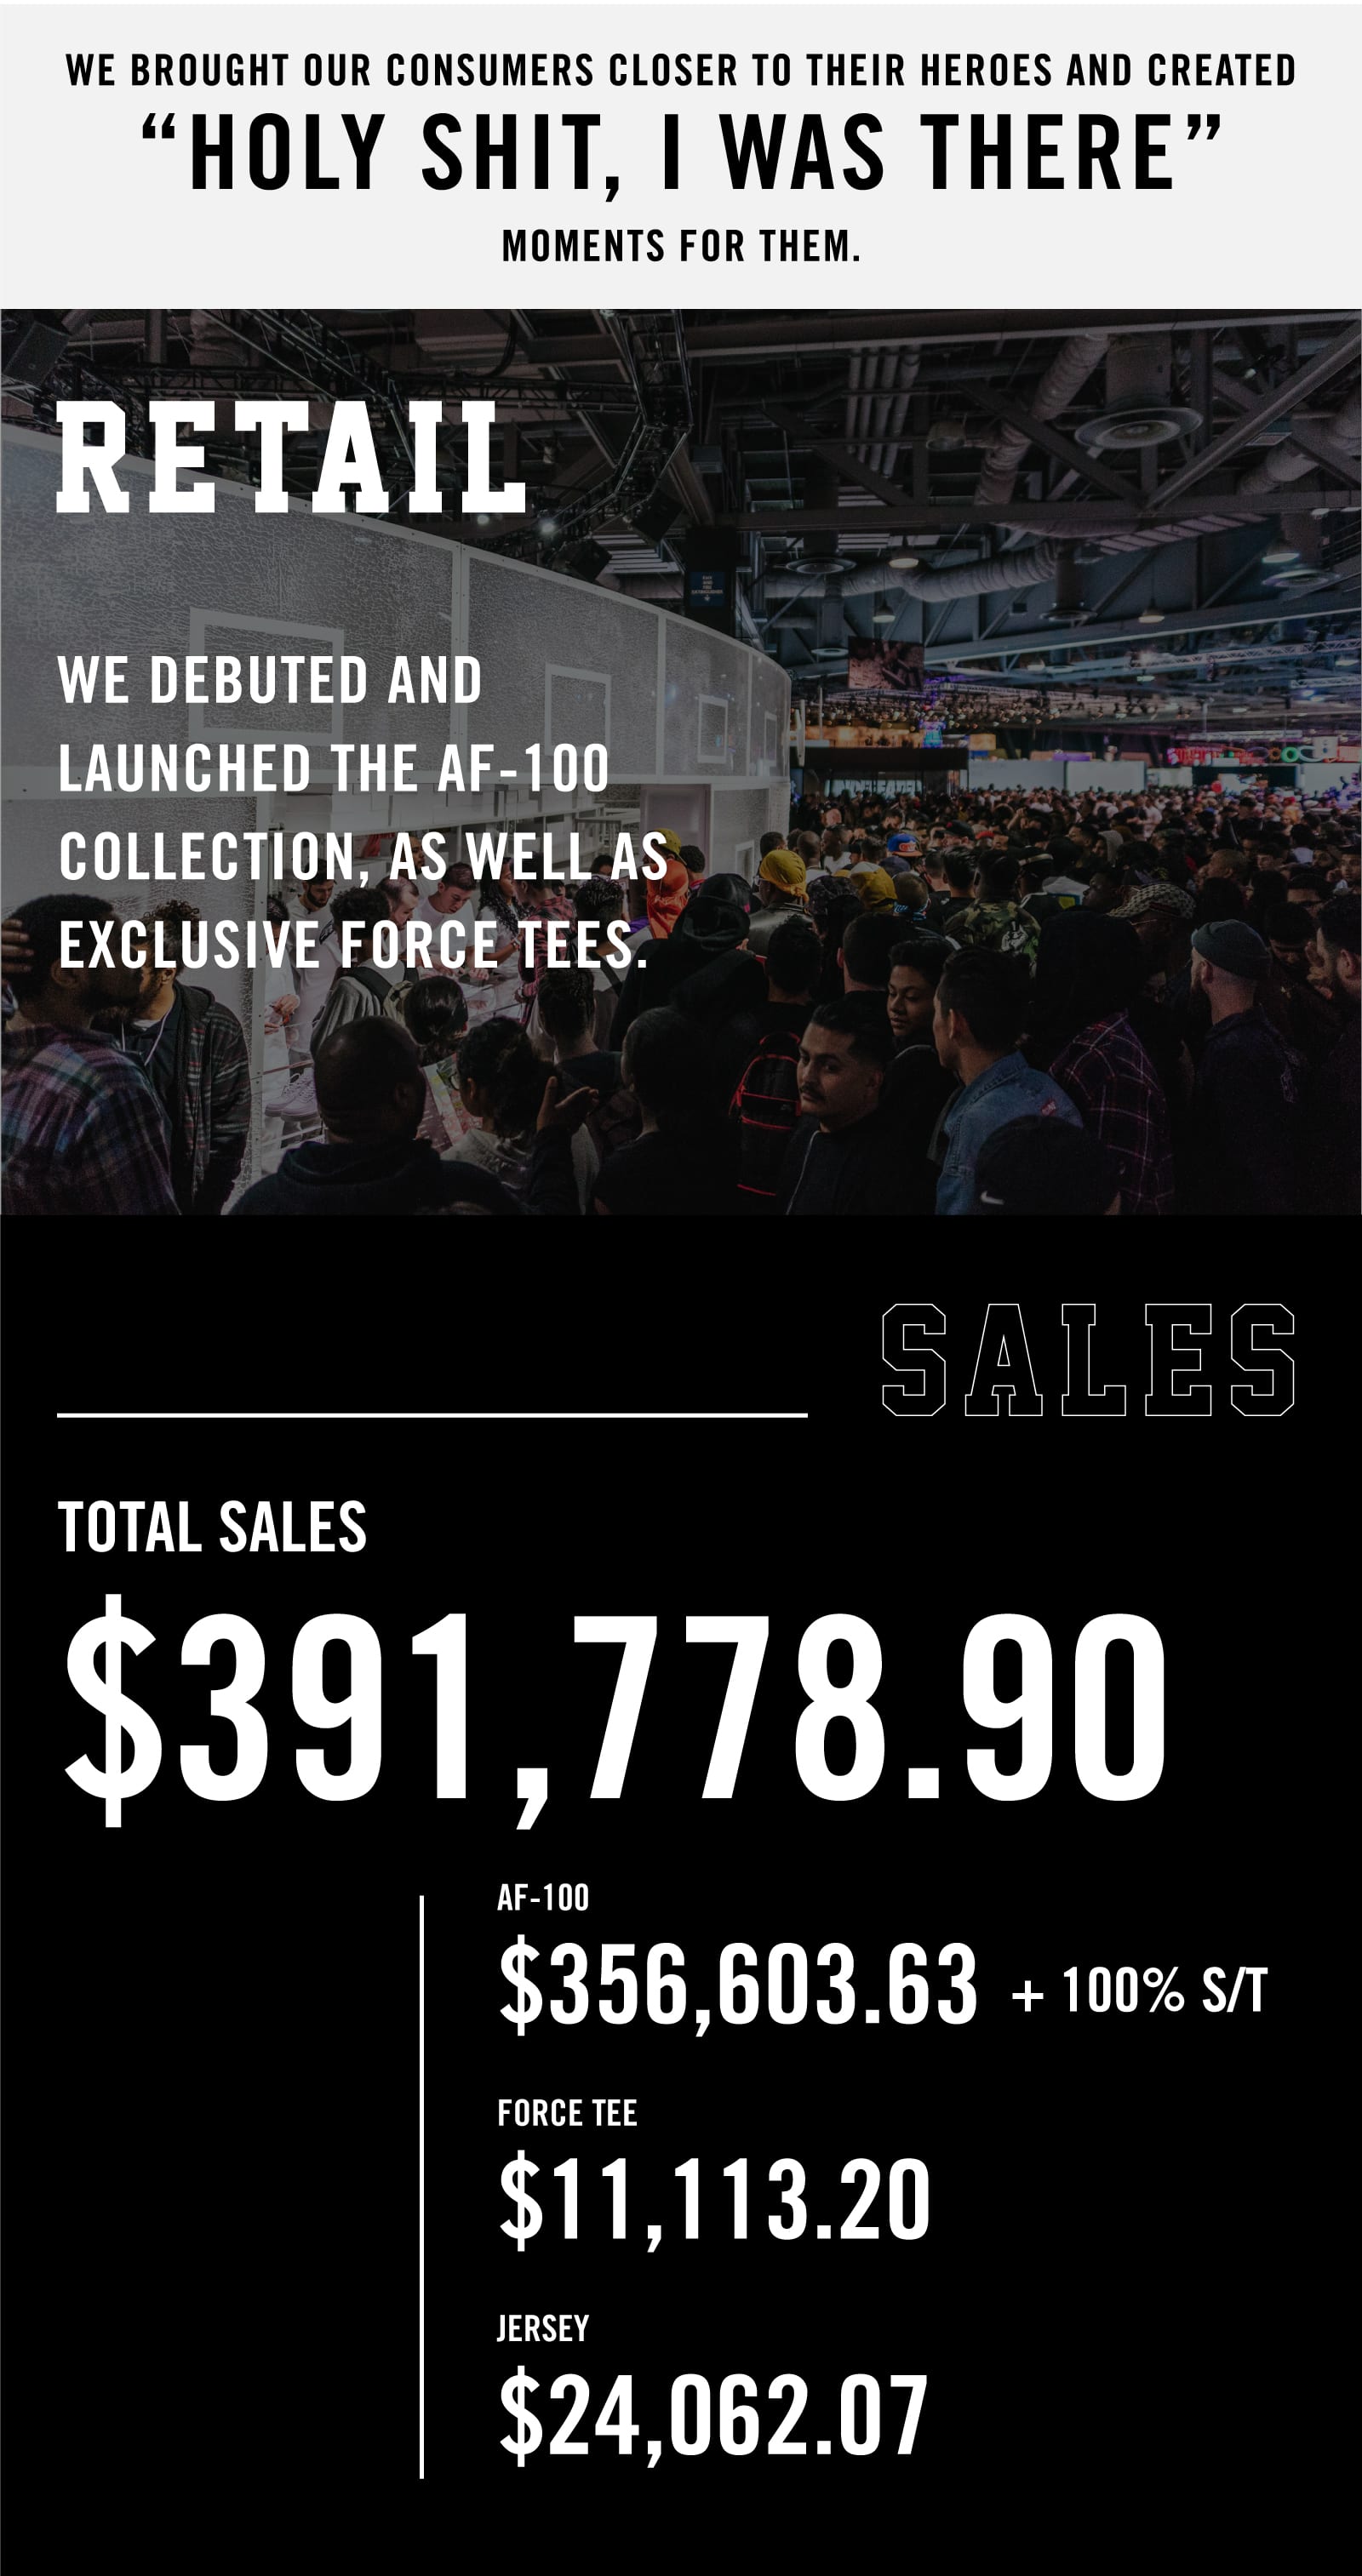 WE BROUGHT OUR CONSUMERS CLOSER TO THEIR HEROES AND CREATED
“HOLY SHIT, I WAS THERE”
MOMENTS FOR THEM.
RETAIL
WE DEBUTED AND
LAUNCHED THE AF-100
COLLECTION, AS WELL AS
EXCLUSIVE FORCE TEES.
SALES
TOTAL SALES
$391,778.90
AF-100
$356,603.63 + 100% S/T
FORCE TEE
$11,113.20
JERSEY
$24,062.07